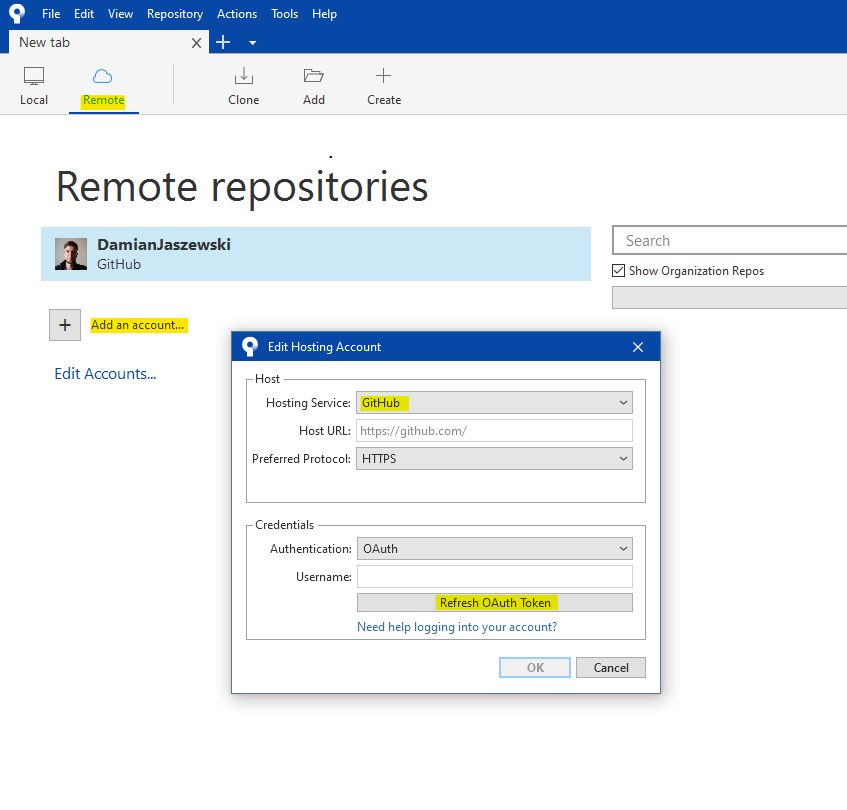 File Edit View Repository Actions Tools Help
New tab
Local Remote Clone Add Create
Remote repositories
DamianJaszewski
GitHub
Search
Show Organization Repos
Add an account...
Edit Accounts...
Edit Hosting Account
Host
Hosting Service: GitHub
Host URL: https://github.com/
Preferred Protocol: HTTPS
Credentials
Authentication: OAuth
Username:
Refresh OAuth Token
Need help logging into your account?
OK Cancel